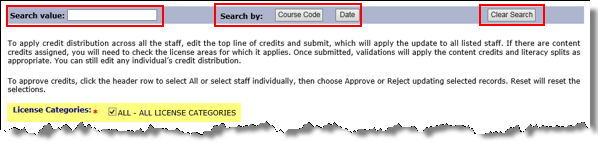 Search value: Search by: Course Code Date Clear Search
To apply credit distribution across all the staff, edit the top line of credits and submit, which will apply the update to all listed staff. If there are content
credits assigned, you will need to check the license areas for which it applies. Once submitted, validations will apply the content credits and literacy splits as
appropriate. You can still edit any individual's credit distribution.
To approve credits, click the header row to select All or select staff individually, then choose Approve or Reject updating selected records. Reset will reset the
selections.
License Categories: * ALL - ALL LICENSE CATEGORIES